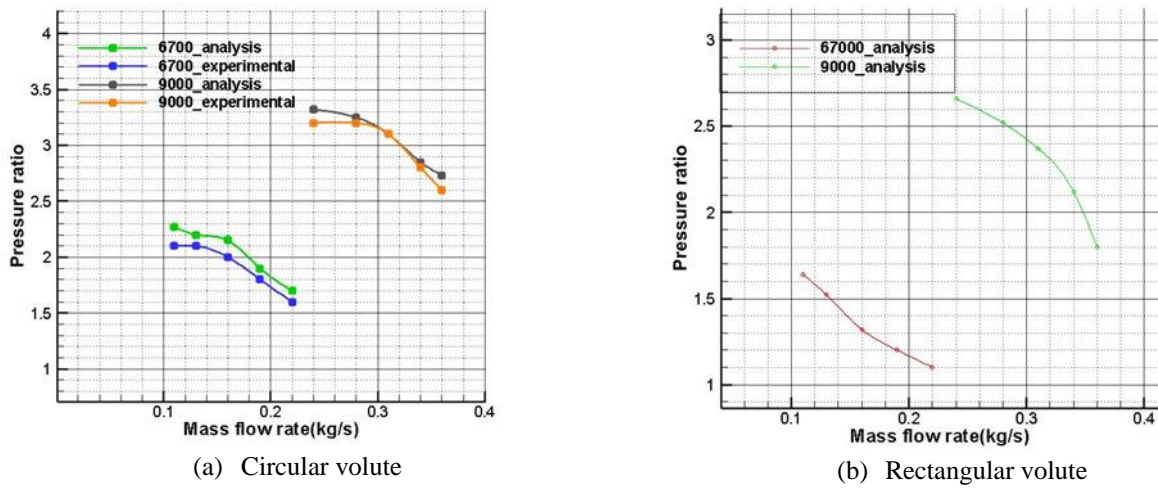 4
3.5
3
2.5
2
1.5
1
Pressure ratio
6700_analysis
6700_experimental
9000_analysis
9000_experimental
0.1
0.2
0.3
0.4
Mass flow rate(kg/s)
(a) Circular volute
3
2.5
2
1.5
1
Pressure ratio
67000_analysis
9000_analysis
0.1
0.2
0.3
0.4
Mass flow rate(kg/s)
(b) Rectangular volute